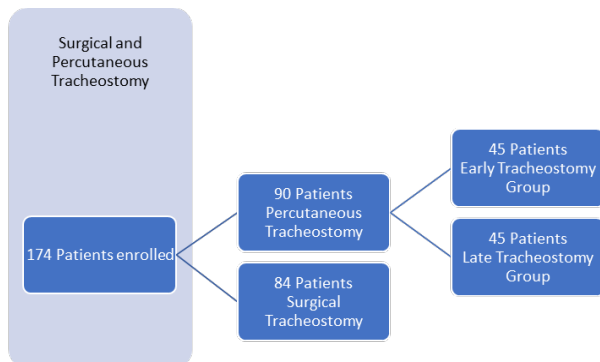 Surgical and
Percutaneous
Tracheostomy
174 Patients enrolled
90 Patients
Percutaneous
Tracheostomy
84 Patients
Surgical
Tracheostomy
45 Patients
Early Tracheostomy
Group
45 Patients
Late Tracheostomy
Group